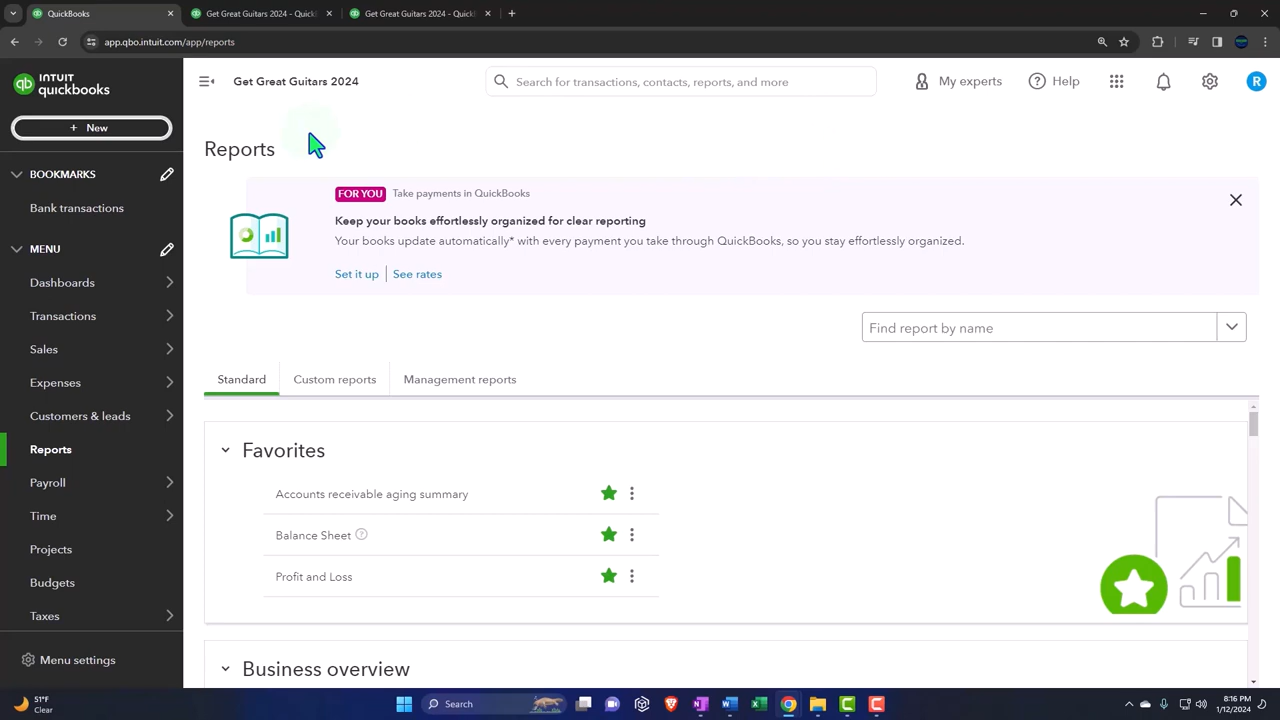 QuickBooks
Get Great Guitars 2024 - Quick
Get Great Guitars 2024 - Quick
app.qbo.intuit.com/app/reports
INTUIT
quickbooks
Get Great Guitars 2024
Search for transactions, contacts, reports, and more
My experts
Help
R
+ New
Reports
BOOKMARKS
Bank transactions
MENU
Dashboards
Transactions
Sales
Expenses
Customers & leads
Reports
Payroll
Time
Projects
Budgets
Taxes
Menu settings
FOR YOU Take payments in QuickBooks
Keep your books effortlessly organized for clear reporting
Your books update automatically* with every payment you take through QuickBooks, so you stay effortlessly organized.
Set it up See rates
Find report by name
Standard Custom reports Management reports
Favorites
Accounts receivable aging summary
Balance Sheet
Profit and Loss
Business overview
51°F
Clear
Search
8:16 PM
1/12/2024